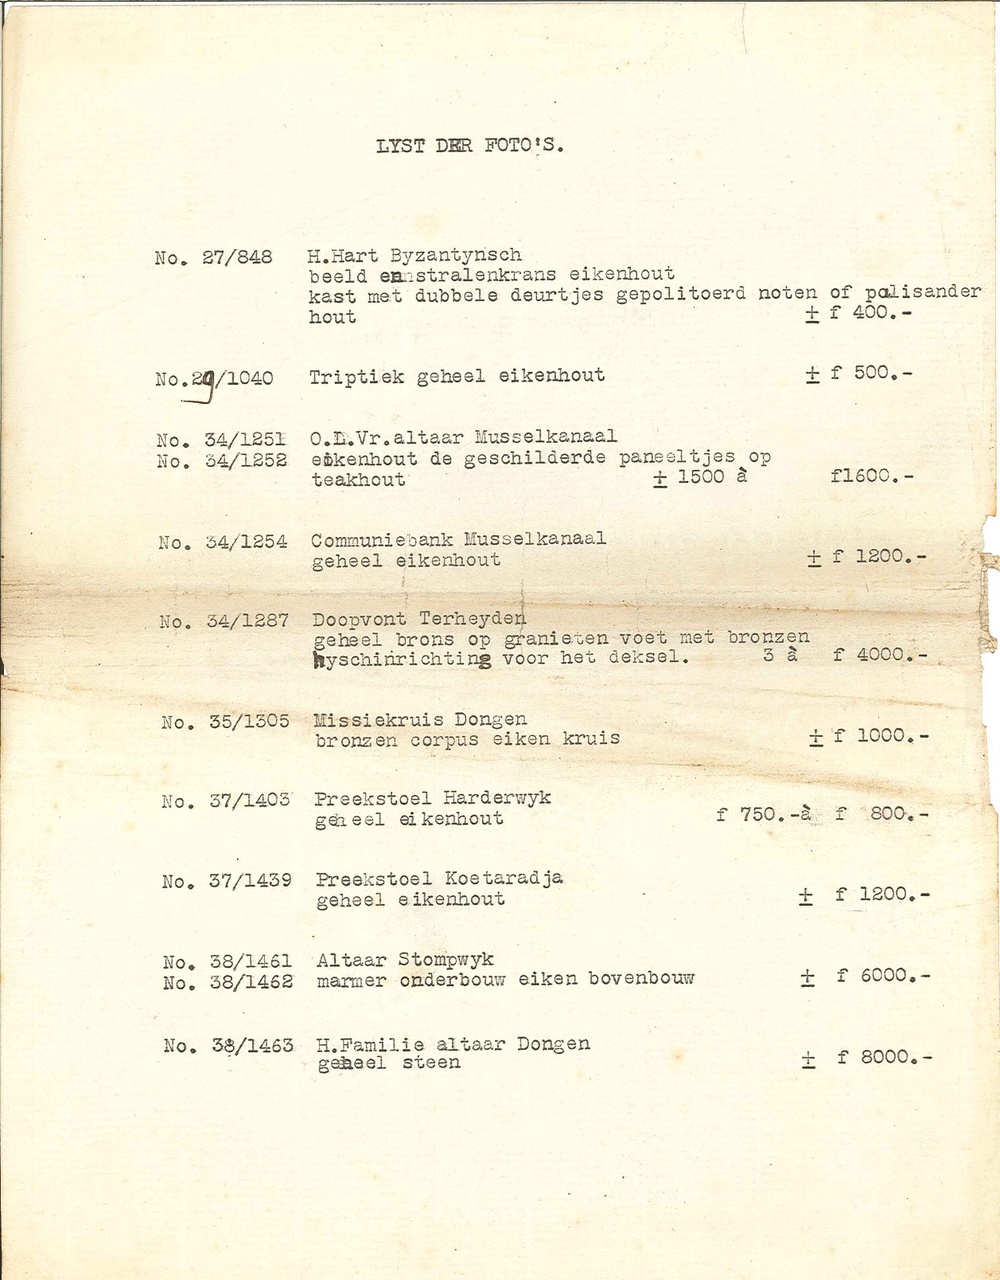 LYST DER FOTO'S.
No. 27/848 H.Hart Byzantynsch
beeld en stralenkrans eikenhout
kast met dubbele deurtjes gepolitoerd noten of palisander
hout ± f 400.-
No.29/1040 Triptiek geheel eikenhout ± f 500.-
No. 34/1251 O.L.Vr.altaar Musselkanaal
No. 34/1252 eikenhout de geschilderde paneeltjes op
teakhout ± 1500 à f1600.-
No. 34/1254 Communiebank Musselkanaal
geheel eikenhout ± f 1200.-
No. 34/1287 Doopvont Terheyden
geheel brons op granieten voet met bronzen
hyschinrichting voor het deksel. 3 à f 4000.-
No. 35/1305 Missiekruis Dongen
bronzen corpus eiken kruis ± f 1000.-
No. 37/1403 Preekstoel Harderwyk
geheel eikenhout f 750.-à f 800.-
No. 37/1439 Preekstoel Koetaradja
geheel eikenhout ± f 1200.-
No. 38/1461 Altaar Stompwyk
No. 38/1462 marmer onderbouw eiken bovenbouw ± f 6000.-
No. 38/1463 H.Familie altaar Dongen
geheel steen ± f 8000.-